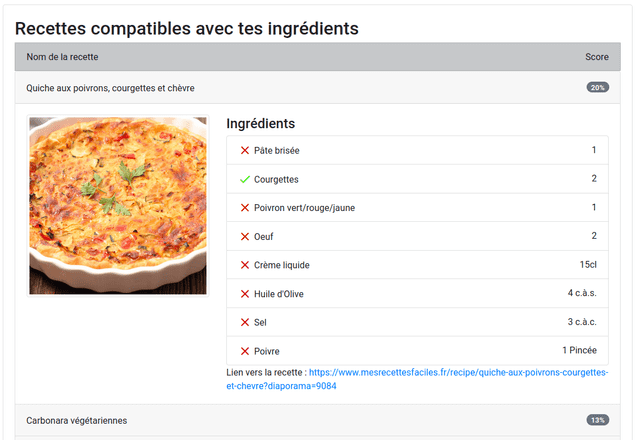 Recettes compatibles avec tes ingrédients
Nom de la recette Score
Quiche aux poivrons, courgettes et chèvre 20%
Ingrédients
Pâte brisée 1
Courgettes 2
Poivron vert/rouge/jaune 1
Oeuf 2
Crème liquide 15cl
Huile d'Olive 4 c.à.s.
Sel 3 c.à.c.
Poivre 1 Pincée
Lien vers la recette : https://www.mesrecettesfaciles.fr/recipe/quiche-aux-poivrons-courgettes-
et-chevre?diaporama=9084
Carbonara végétariennes 13%